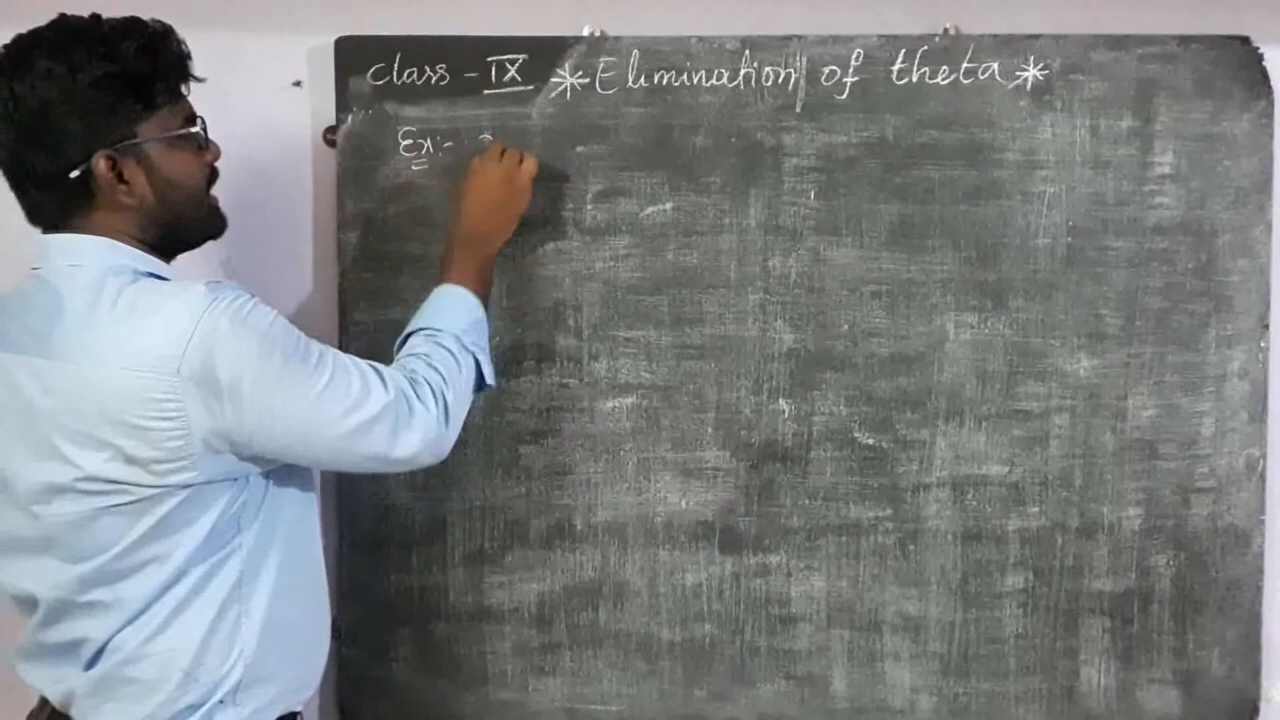 Class - IX * Elimination of theta *
Ex:-